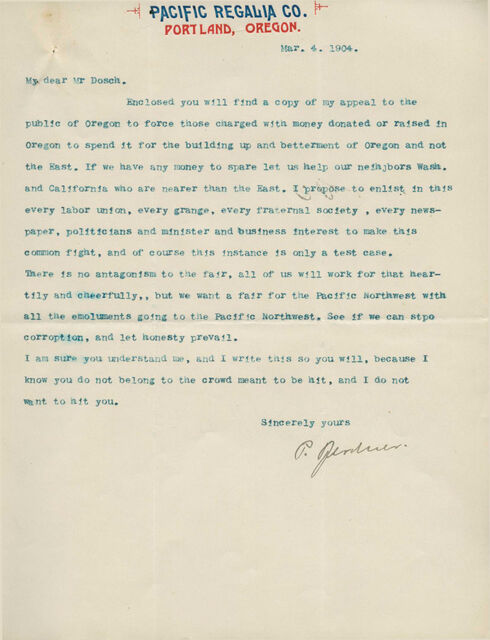 PACIFIC REGALIA CO.
PORTLAND, OREGON.
Mar. 4. 1904.
My dear Mr Dosch.
Enclosed you will find a copy of my appeal to the
public of Oregon to force those charged with money donated or raised in
Oregon to spend it for the building up and betterment of Oregon and not
the East. If we have any money to spare let us help our neihjbors Wash.
and California who are nearer than the East. I propose to enlist in this
every labor union, every grange, every fraternal society , every news-
paper, politicians and minister and business interest to make this
common fight, and of course this instance is only a test case.
There is no antagonism to the fair, all of us will work for that hear-
tily and cheerfully,, but we want a fair for the Pacific Northwest with
all the emoluments going to the Pacific Northwest. See if we can stpo
corroption, and let honesty prevail.
I am sure you understand me, and I write this so you will, because I
know you do not belong to the crowd meant to be hit, and I do not
want to hit you.
Sincerely yours
P.